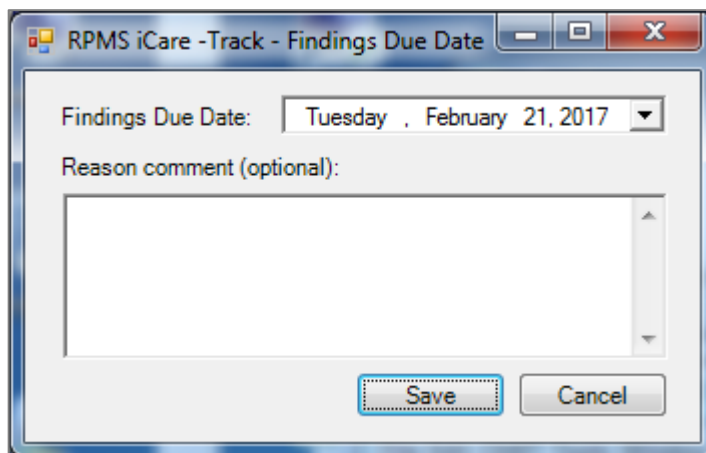 RPMS iCare -Track - Findings Due Date
Findings Due Date: Tuesday , February 21, 2017
Reason comment (optional):
Save Cancel